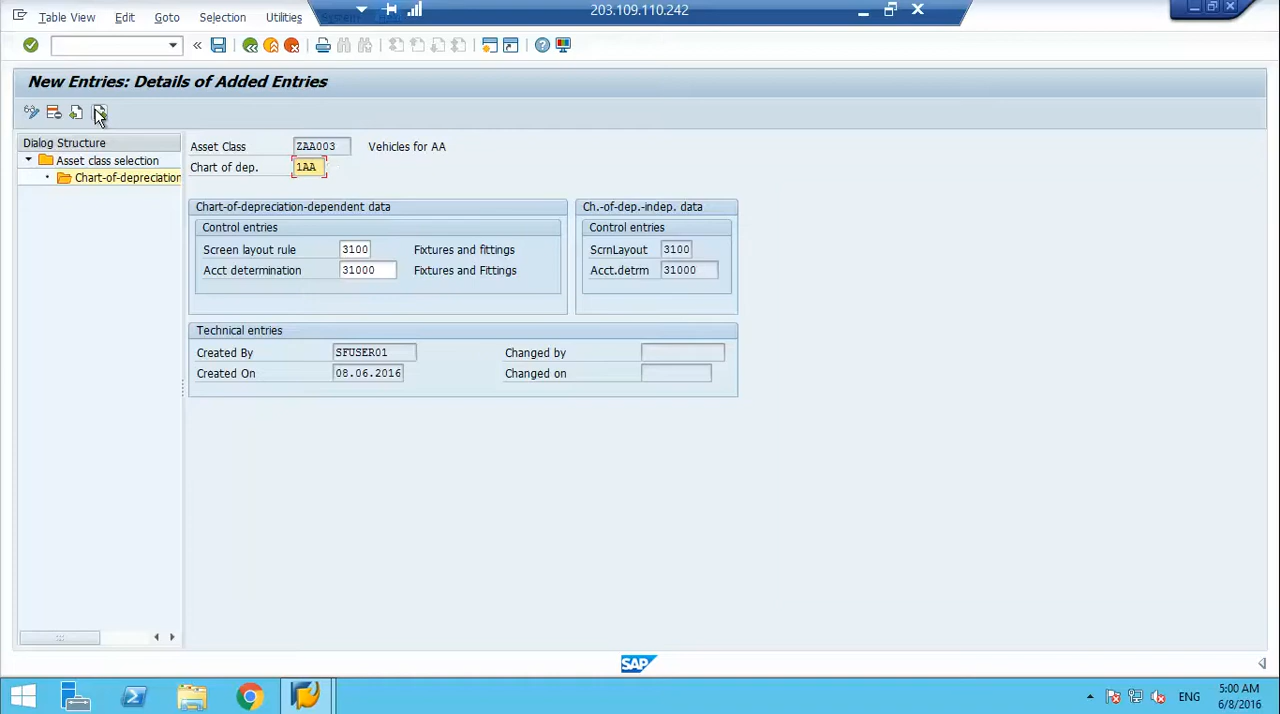 203.109.110.242
Table View Edit Goto Selection Utilities
New Entries: Details of Added Entries
Dialog Structure
Asset class selection
Chart-of-depreciation
Asset Class ZAA003 Vehicles for AA
Chart of dep. 1AA
Chart-of-depreciation-dependent data
Control entries
Screen layout rule 3100 Fixtures and fittings
Acct determination 31000 Fixtures and Fittings
Ch.-of-dep.-indep. data
Control entries
ScrnLayout 3100
Acct.detrm 31000
Technical entries
Created By SFUSER01 Changed by
Created On 08.06.2016 Changed on
SAP
ENG
5:00 AM
6/8/2016